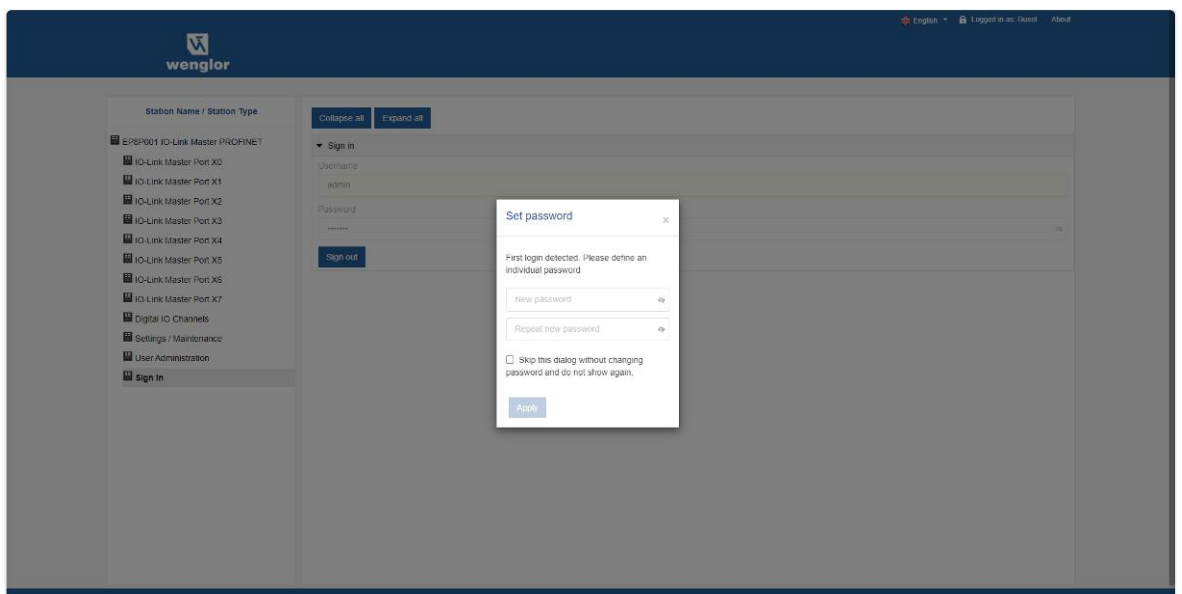 English
Logged in as: Guest
About
wenglor
Station Name / Station Type
EP8P001 IO-Link Master PROFINET
IO-Link Master Port X0
IO-Link Master Port X1
IO-Link Master Port X2
IO-Link Master Port X3
IO-Link Master Port X4
IO-Link Master Port X5
IO-Link Master Port X6
IO-Link Master Port X7
Digital IO Channels
Settings / Maintenance
User Administration
Sign In
Collapse all
Expand all
Sign in
Username
admin
Password
Sign out
Set password
First login detected. Please define an
individual password
New password
Repeat new password
Skip this dialog without changing
password and do not show again.
Apply